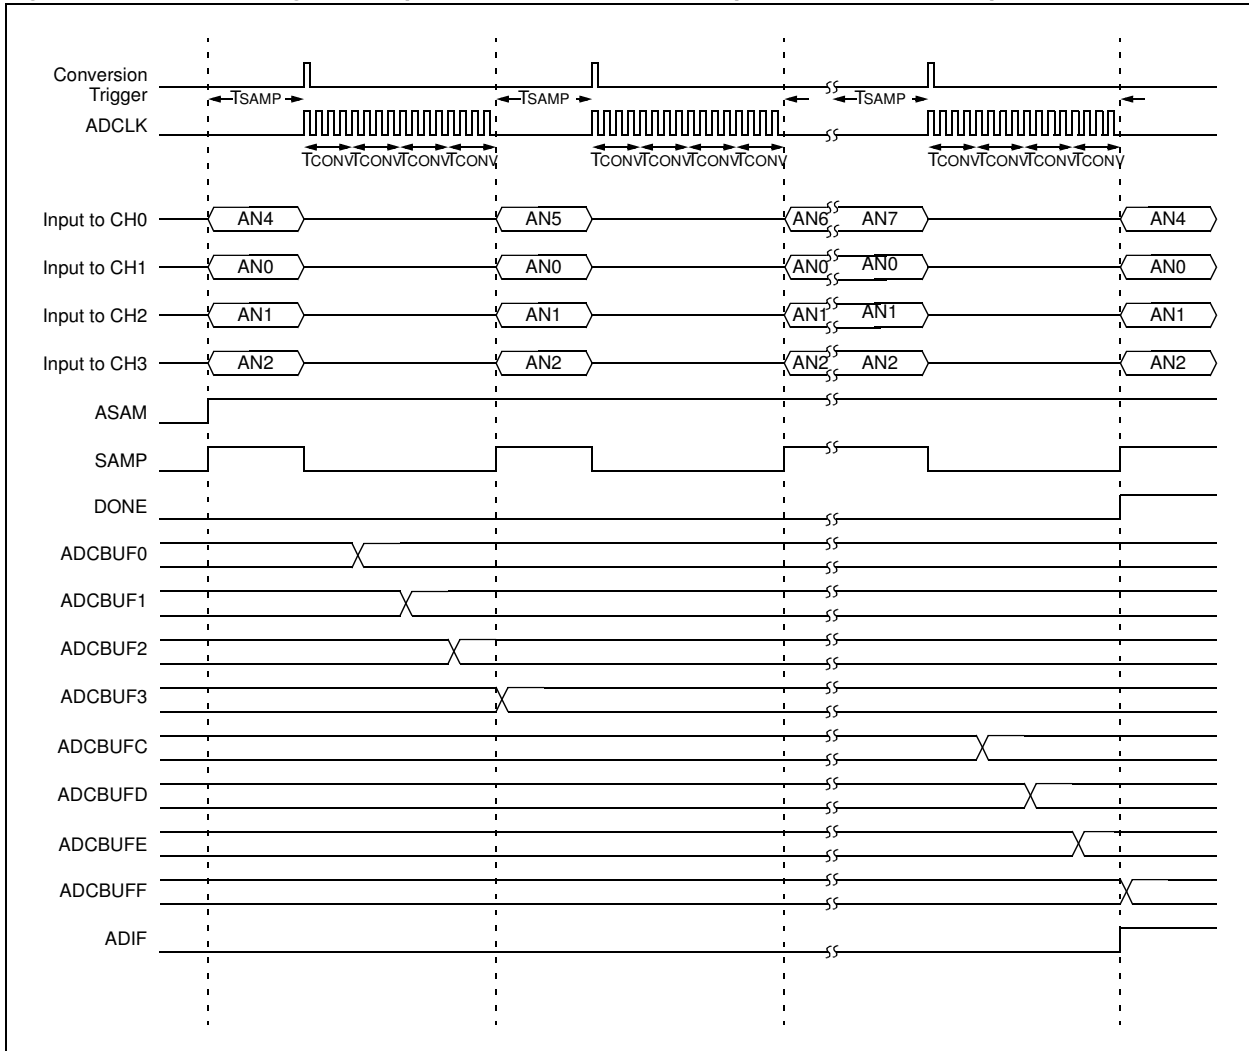 Conversion
Trigger
TSAMP TSAMP TSAMP
ADCLK
TCONV TCONV TCONV TCONV TCONV TCONV TCONV TCONV TCONV TCONV TCONV TCONV
Input to CH0 AN4 AN5 AN6 AN7 AN4
Input to CH1 AN0 AN0 AN0 AN0 AN0
Input to CH2 AN1 AN1 AN1 AN1 AN1
Input to CH3 AN2 AN2 AN2 AN2 AN2
ASAM
SAMP
DONE
ADCBUF0
ADCBUF1
ADCBUF2
ADCBUF3
ADCBUFC
ADCBUFD
ADCBUFE
ADCBUFF
ADIF